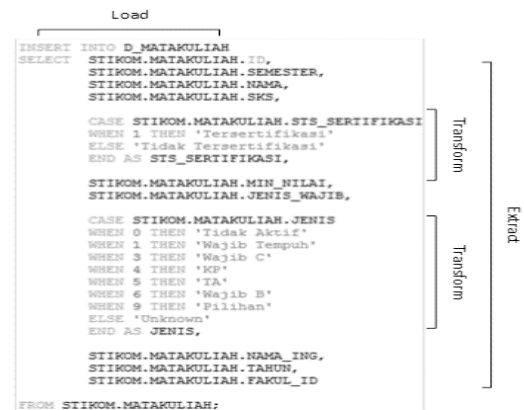 Load
INSERT INTO D_MATAKULIAH
SELECT STIKOM.MATAKULIAH.ID,
STIKOM.MATAKULIAH.SEMESTER,
STIKOM.MATAKULIAH.NAMA,
STIKOM.MATAKULIAH.SKS,
CASE STIKOM.MATAKULIAH.STS_SERTIFIKASI
WHEN 1 THEN 'Tersertifikasi'
ELSE 'Tidak Tersertifikasi'
END AS STS_SERTIFIKASI,
STIKOM.MATAKULIAH.MIN_NILAI,
STIKOM.MATAKULIAH.JENIS_WAJIB,
CASE STIKOM.MATAKULIAH.JENIS
WHEN 0 THEN 'Tidak Aktif'
WHEN 1 THEN 'Wajib Tempuh'
WHEN 3 THEN 'Wajib C'
WHEN 4 THEN 'KP'
WHEN 5 THEN 'TA'
WHEN 6 THEN 'Wajib B'
WHEN 9 THEN 'Pilihan'
ELSE 'Unknown'
END AS JENIS,
STIKOM.MATAKULIAH.NAMA_ING,
STIKOM.MATAKULIAH.TAHUN,
STIKOM.MATAKULIAH.FAKUL_ID
FROM STIKOM.MATAKULIAH;
Transform
Transform
Extract